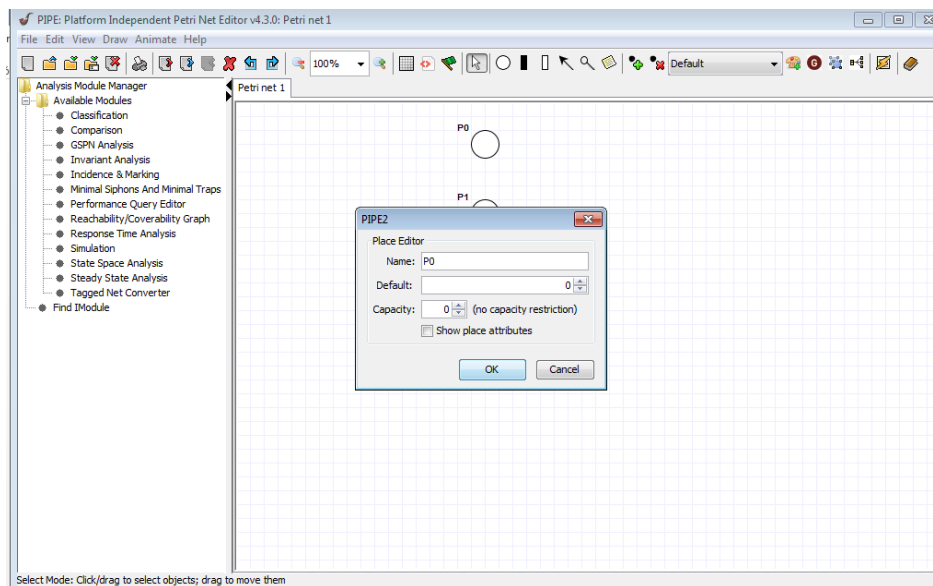 PIPE: Platform Independent Petri Net Editor v4.3.0: Petri net 1
File Edit View Draw Animate Help
100% Default G
Analysis Module Manager
Petri net 1
Available Modules
Classification
Comparison
GSPN Analysis
Invariant Analysis
Incidence & Marking
Minimal Siphons And Minimal Traps
Performance Query Editor
Reachability/Coverability Graph
Response Time Analysis
Simulation
State Space Analysis
Steady State Analysis
Tagged Net Converter
Find IModule
P0
P1
PIPE2
Place Editor
Name: P0
Default: 0
Capacity: 0 (no capacity restriction)
Show place attributes
OK Cancel
Select Mode: Click/drag to select objects; drag to move them